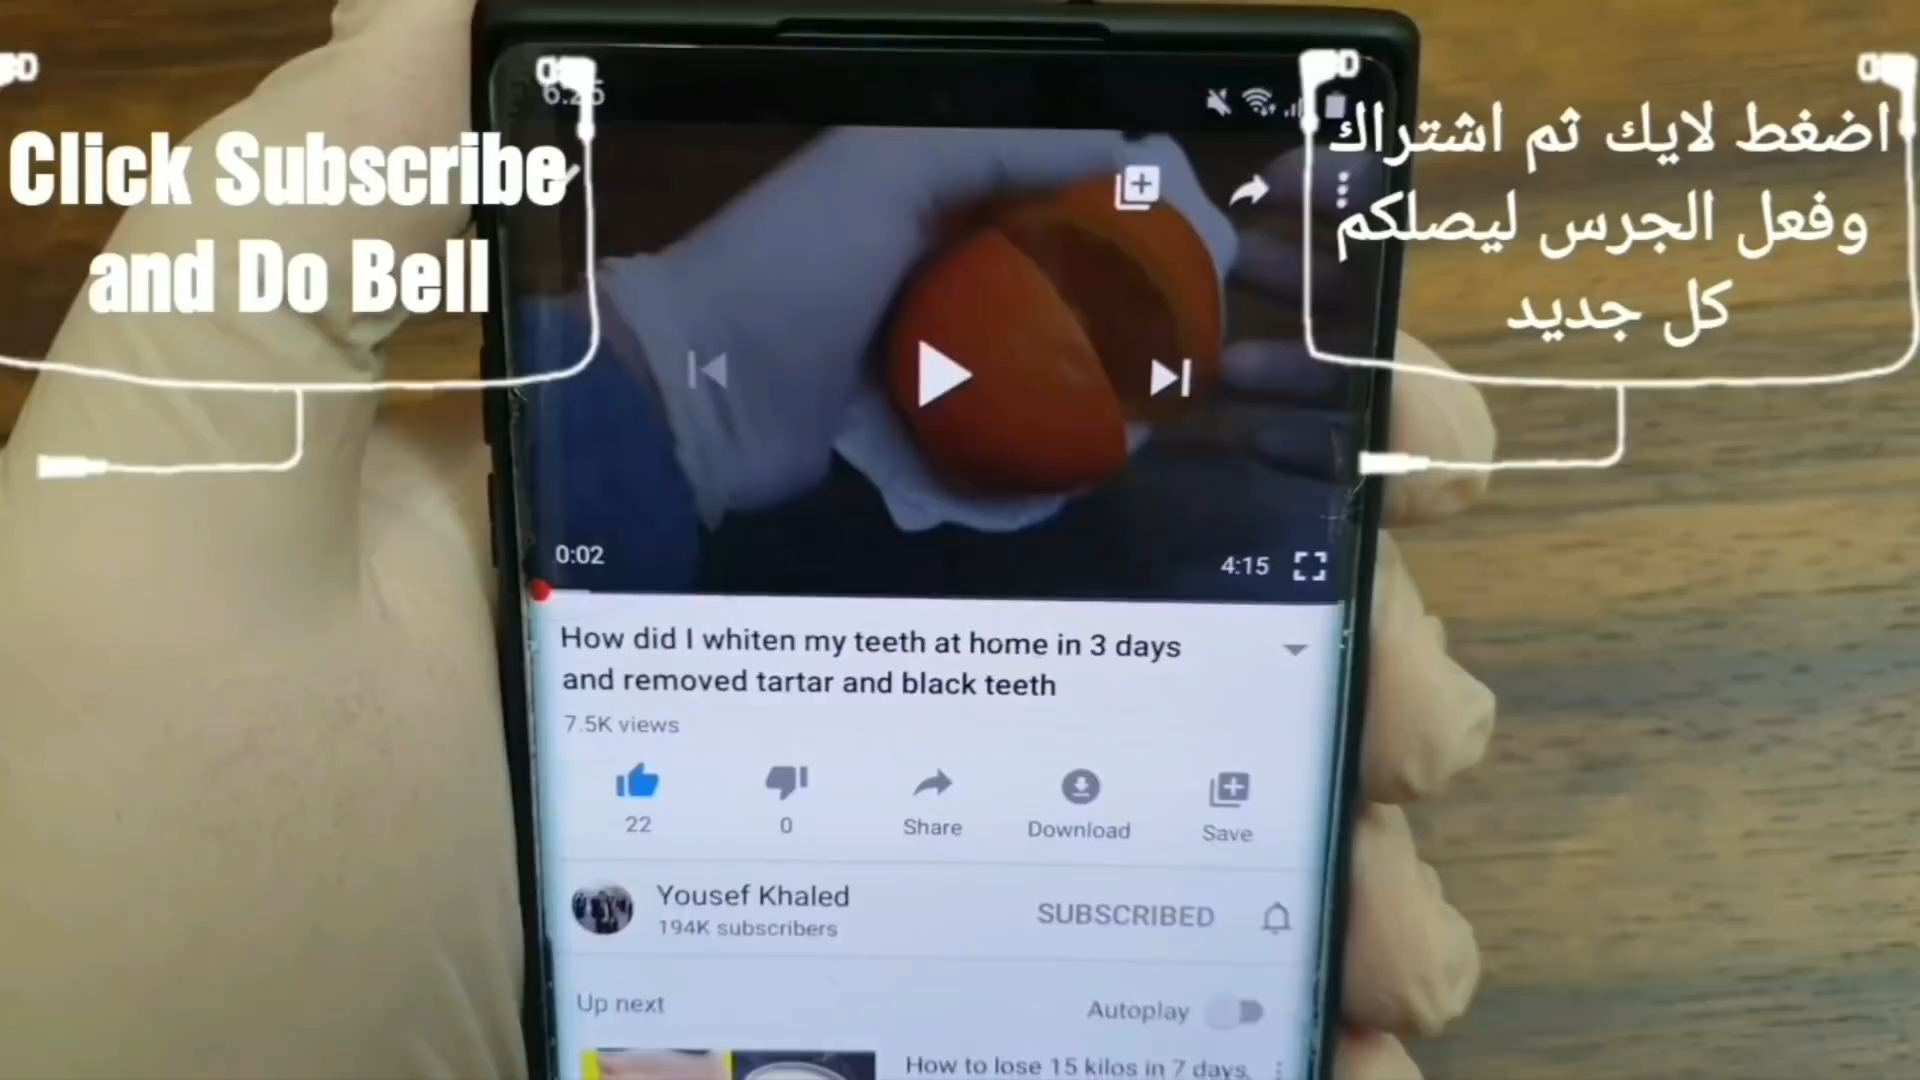 6:25
Click Subscribe
and Do Bell
اضغط لايك ثم اشتراك
وفعل الجرس ليصلكم
كل جديد
0:02
4:15
How did I whiten my teeth at home in 3 days
and removed tartar and black teeth
7.5K views
22
0
Share
Download
Save
Yousef Khaled
194K subscribers
SUBSCRIBED
Up next
Autoplay
How to lose 15 kilos in 7 days,